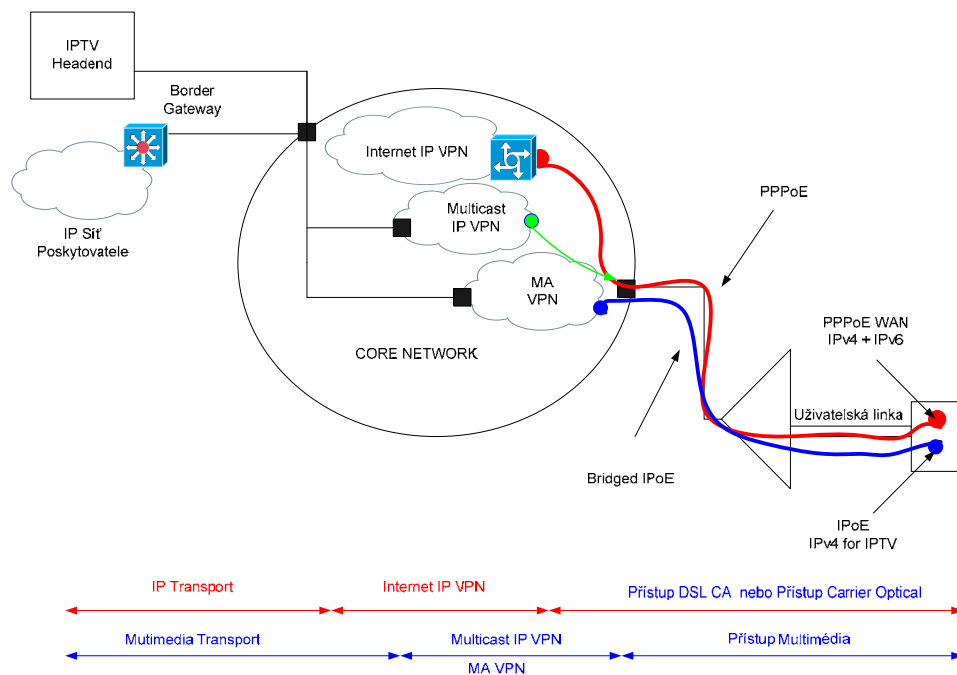 IPTV
Headend
Border
Gateway
IP Síť
Poskytovatele
Internet IP VPN
Multicast
IP VPN
MA
VPN
CORE NETWORK
PPPoE
PPPoE WAN
IPv4 + IPv6
Uživatelská linka
Bridged IPoE
IPoE
IPv4 for IPTV
IP Transport
Internet IP VPN
Přístup DSL CA nebo Přístup Carrier Optical
Mutimedia Transport
Multicast IP VPN
Přístup Multimédia
MA VPN